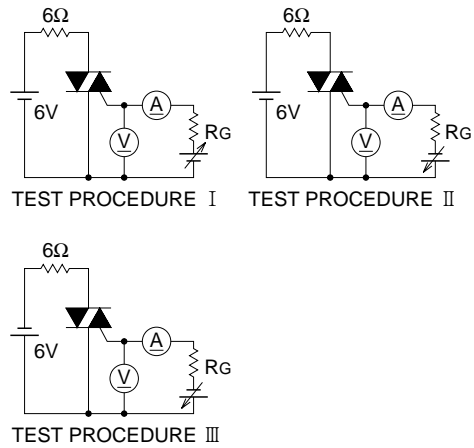 6Ω
6V
A
V
RG
TEST PROCEDURE Ⅰ
6Ω
6V
A
V
RG
TEST PROCEDURE Ⅱ
6Ω
6V
A
V
RG
TEST PROCEDURE Ⅲ